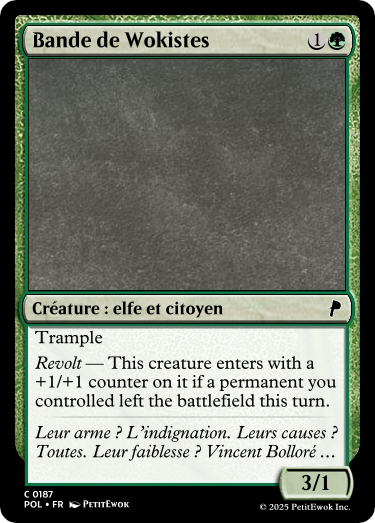 Bande de Wokistes 1
Créature : elfe et citoyen
Trample
Revolt — This creature enters with a
+1/+1 counter on it if a permanent you
controlled left the battlefield this turn.
Leur arme ? L'indignation. Leurs causes ?
Toutes. Leur faiblesse ? Vincent Bolloré ...
3/1
C 0187
POL • FR PetitEwok
© 2025 PetitEwok Inc.